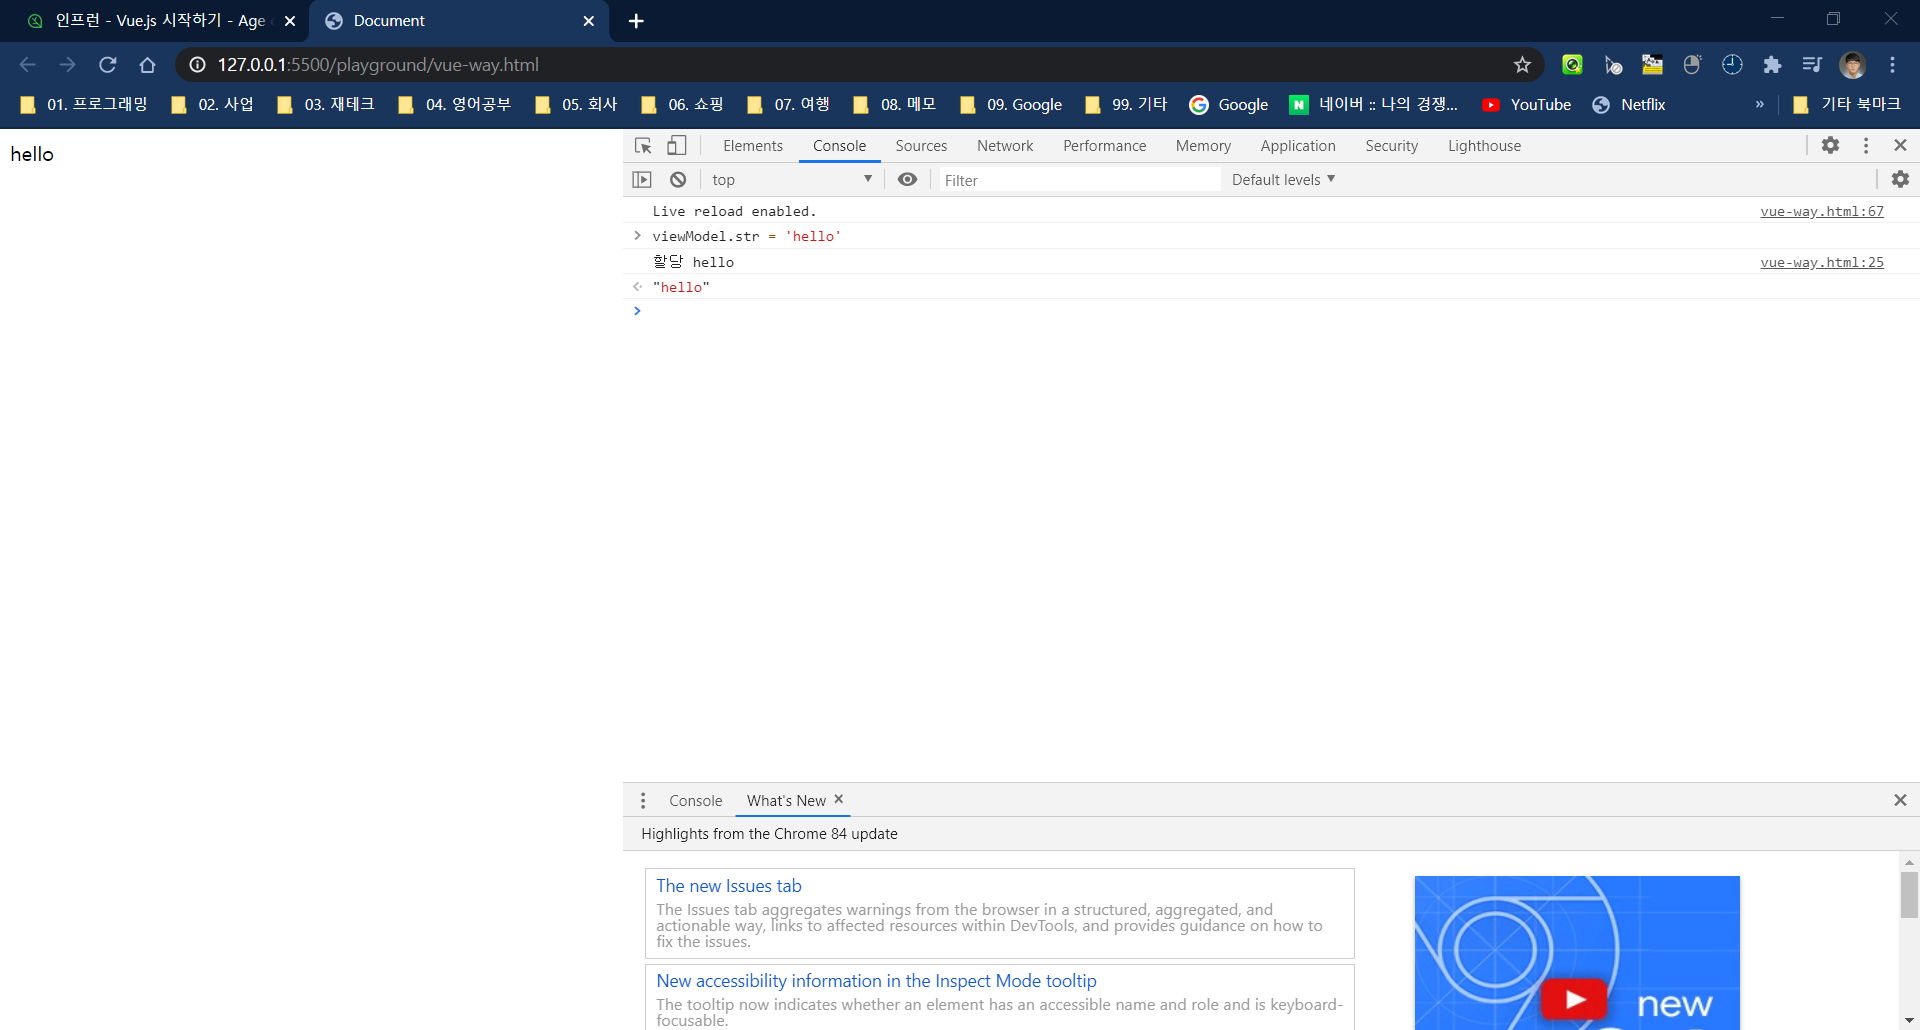 인프런 - Vue.js 시작하기 - Age
Document
127.0.0.1:5500/playground/vue-way.html
01. 프로그래밍 02. 사업 03. 재테크 04. 영어공부 05. 회사 06. 쇼핑 07. 여행 08. 메모 09. Google 99. 기타 Google 네이버 :: 나의 경쟁... YouTube Netflix » 기타 북마크
hello
Elements Console Sources Network Performance Memory Application Security Lighthouse
top Filter Default levels
Live reload enabled. vue-way.html:67
viewModel.str = 'hello'
할당 hello vue-way.html:25
"hello"
Console What's New
Highlights from the Chrome 84 update
The new Issues tab
The Issues tab aggregates warnings from the browser in a structured, aggregated, and
actionable way, links to affected resources within DevTools, and provides guidance on how to
fix the issues.
New accessibility information in the Inspect Mode tooltip
The tooltip now indicates whether an element has an accessible name and role and is keyboard-
focusable.
new